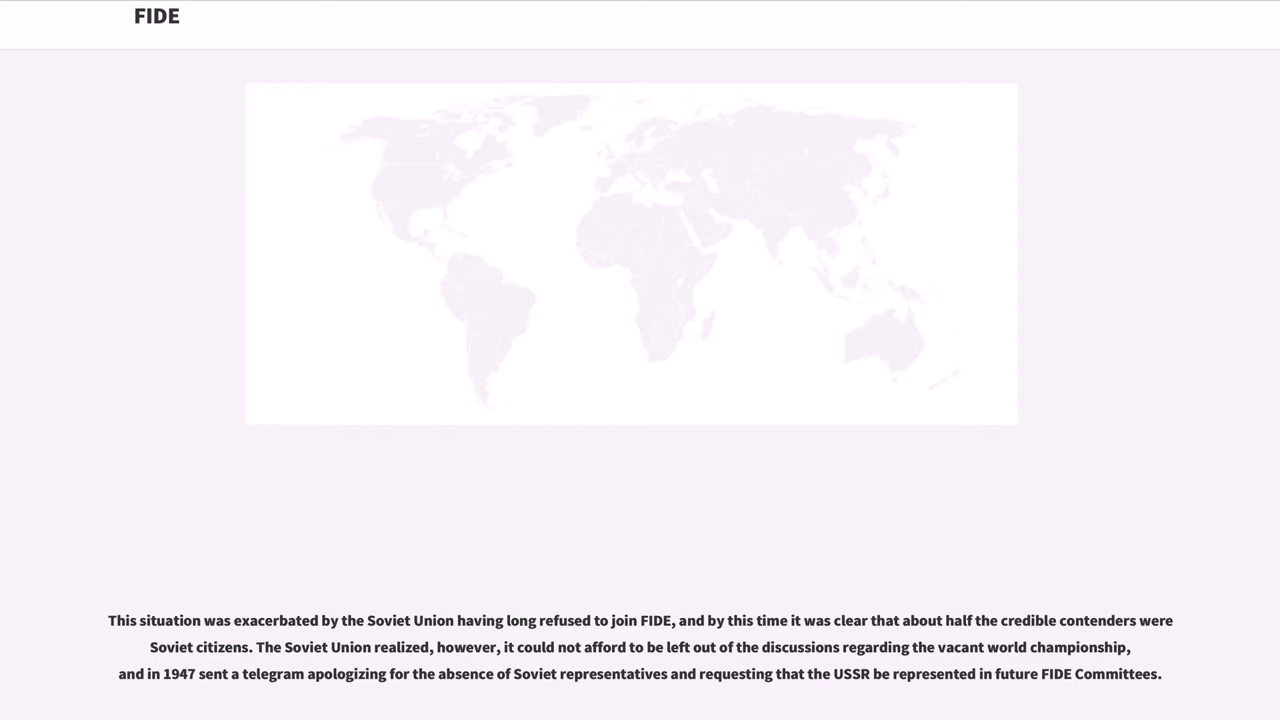 FIDE
This situation was exacerbated by the Soviet Union having long refused to join FIDE, and by this time it was clear that about half the credible contenders were
Soviet citizens. The Soviet Union realized, however, it could not afford to be left out of the discussions regarding the vacant world championship,
and in 1947 sent a telegram apologizing for the absence of Soviet representatives and requesting that the USSR be represented in future FIDE Committees.